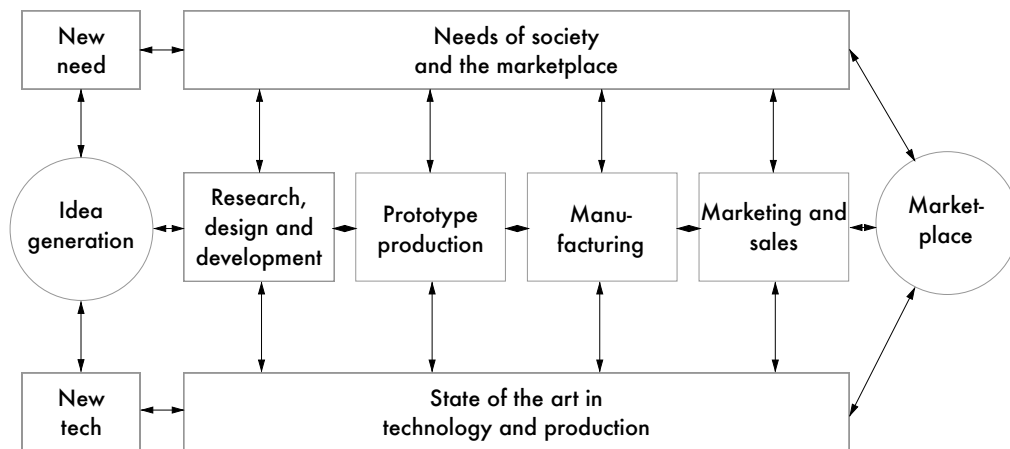 New
need
Needs of society
and the marketplace
Idea
generation
Research,
design and
development
Prototype
production
Manu-
facturing
Marketing and
sales
Market-
place
New
tech
State of the art in
technology and production